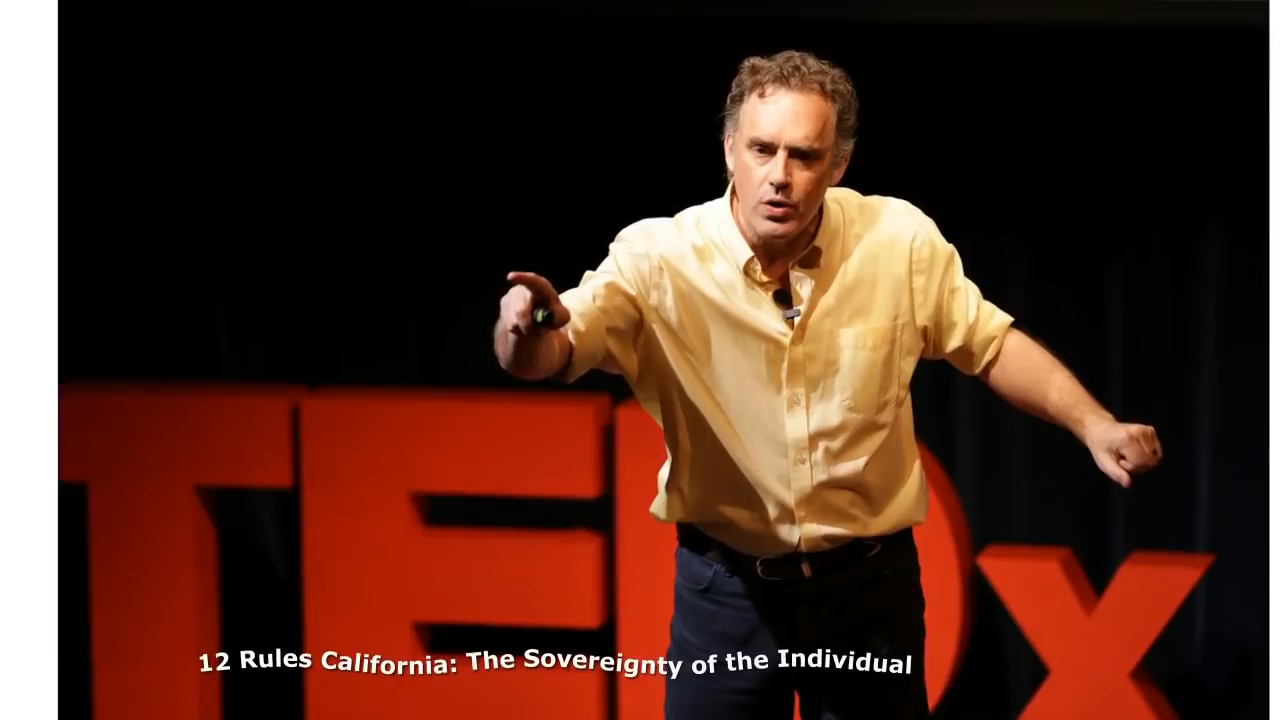 TEDx
12 Rules California: The Sovereignty of the Individual